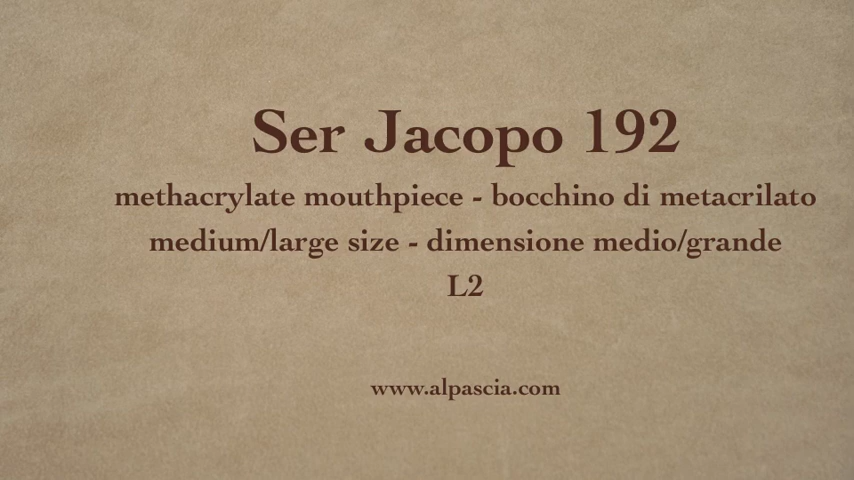 Ser Jacopo 192
methacrylate mouthpiece - bocchino di metacrilato
medium/large size - dimensione medio/grande
L2
www.alpascia.com